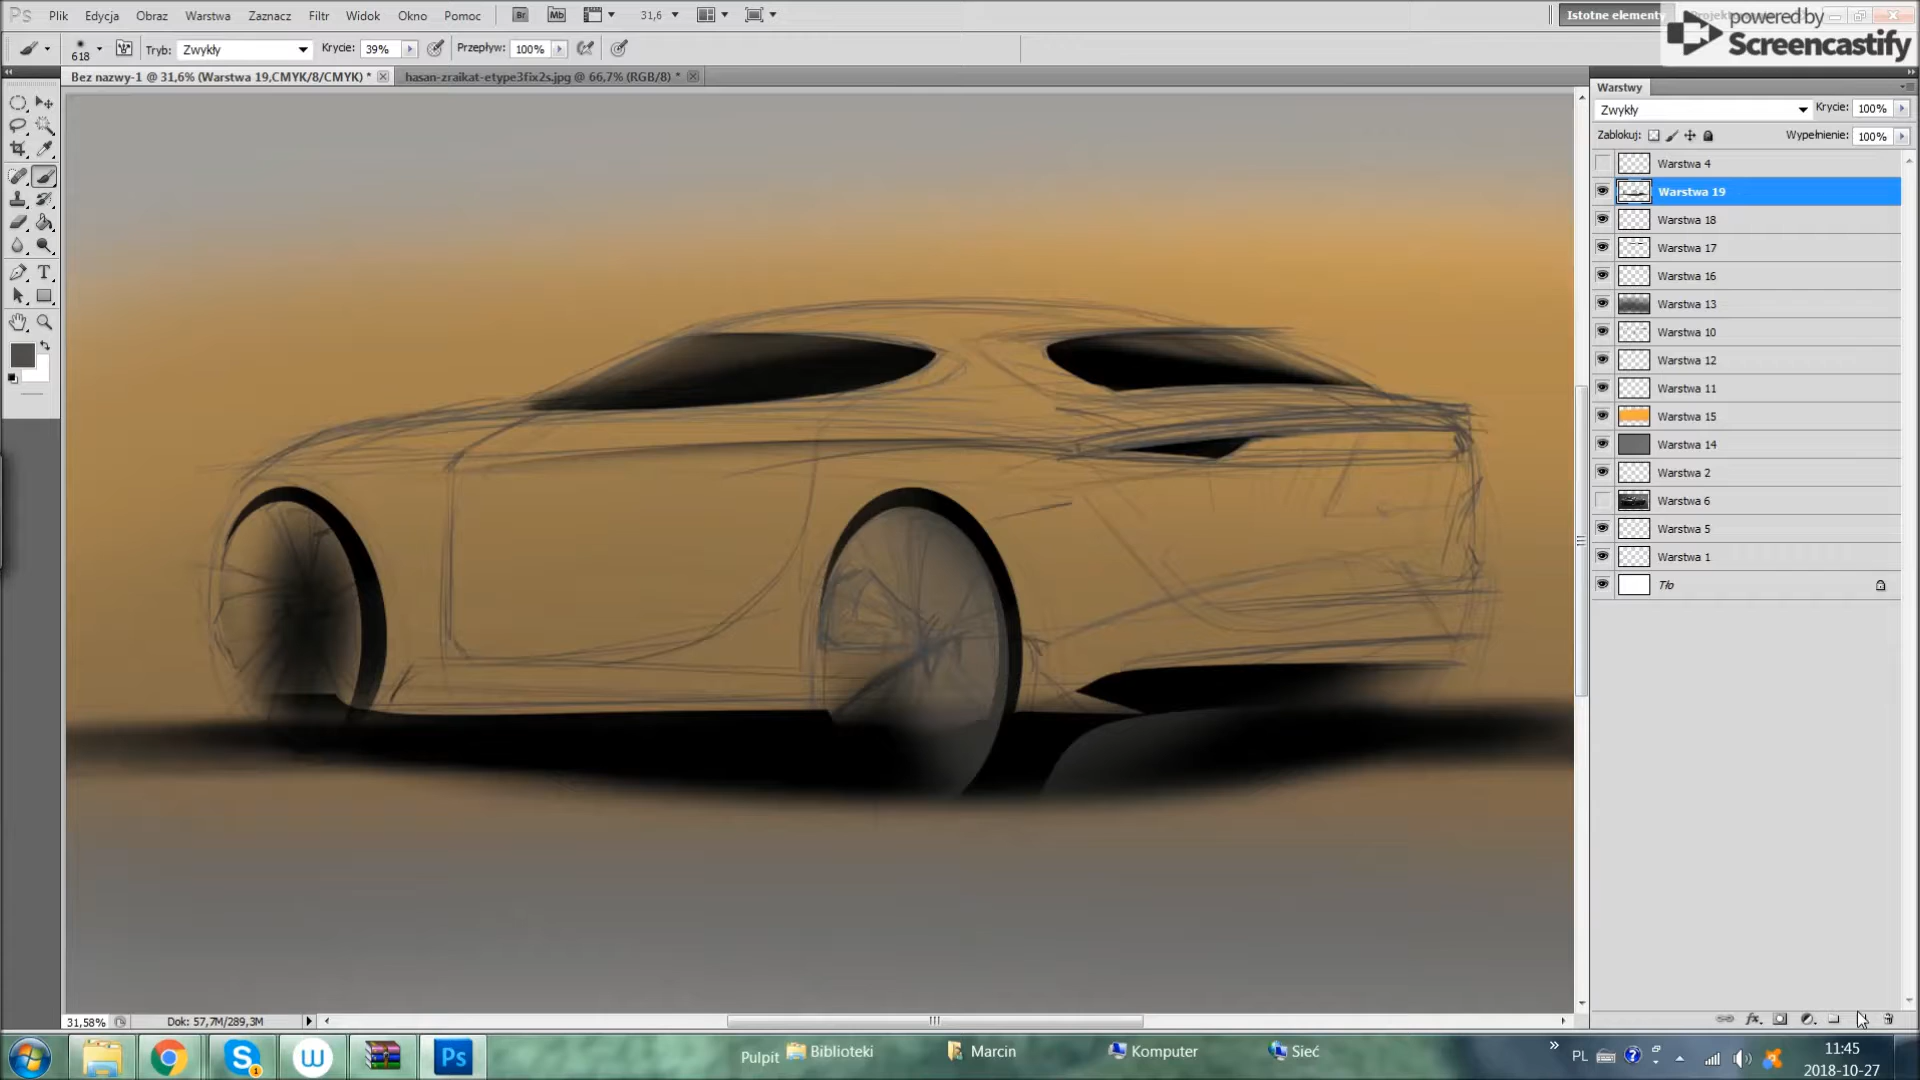 Ps Plik Edycja Obraz Warstwa Zaznacz Filtr Widok Okno Pomoc Br Mb 31,6 Istotne elementy
powered by
Screencastify
618 Tryb: Zwykły Krycie: 39% Przepływ: 100%
Bez nazwy-1 @ 31,6% (Warstwa 19,CMYK/8/CMYK) * hasan-zraikat-etype3fix2s.jpg @ 66,7% (RGB/8) *
Warstwy
Zwykły Krycie: 100%
Zablokuj: Wypełnienie: 100%
Warstwa 4
Warstwa 19
Warstwa 18
Warstwa 17
Warstwa 16
Warstwa 13
Warstwa 10
Warstwa 12
Warstwa 11
Warstwa 15
Warstwa 14
Warstwa 2
Warstwa 6
Warstwa 5
Warstwa 1
Tło
31,58% Dok: 57,7M/289,3M
fx
Pulpit Biblioteki Marcin Komputer Sieć » PL 11:45
2018-10-27